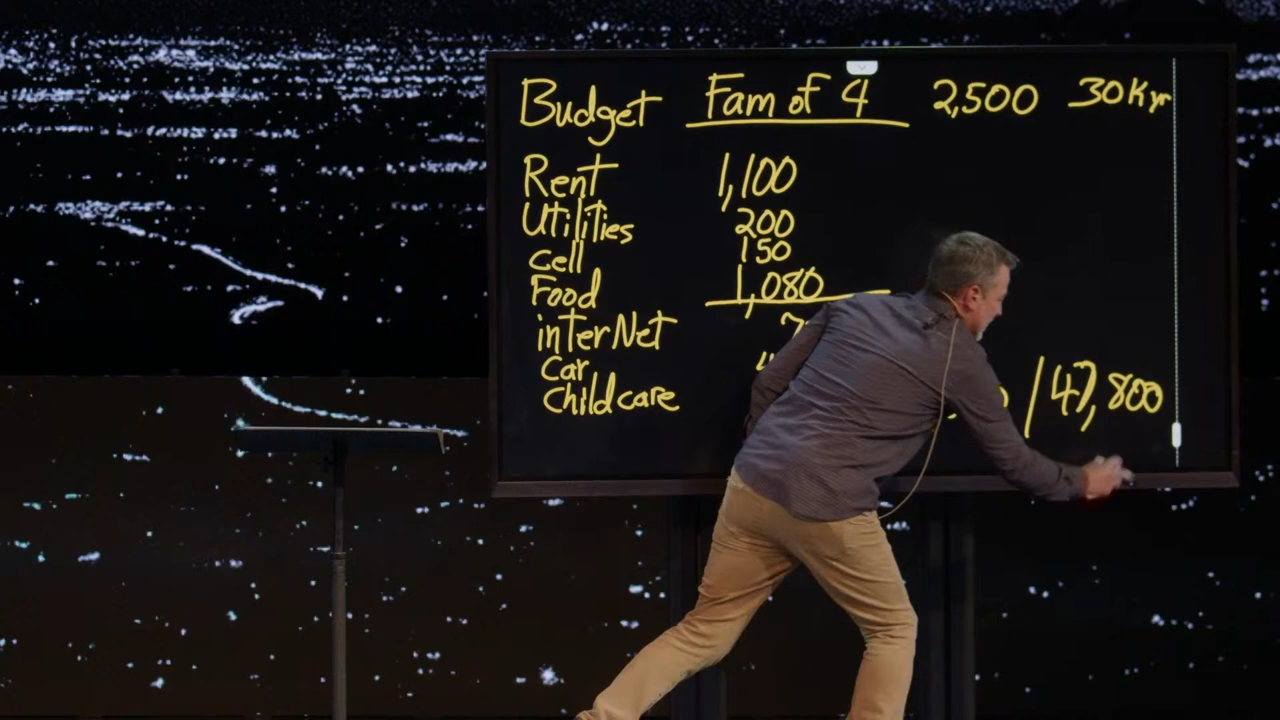 Budget Fam of 4 2,500 30K yr
Rent 1,100
Utilities 200
cell 150
Food 1,080
interNet
car
Childcare 47,800